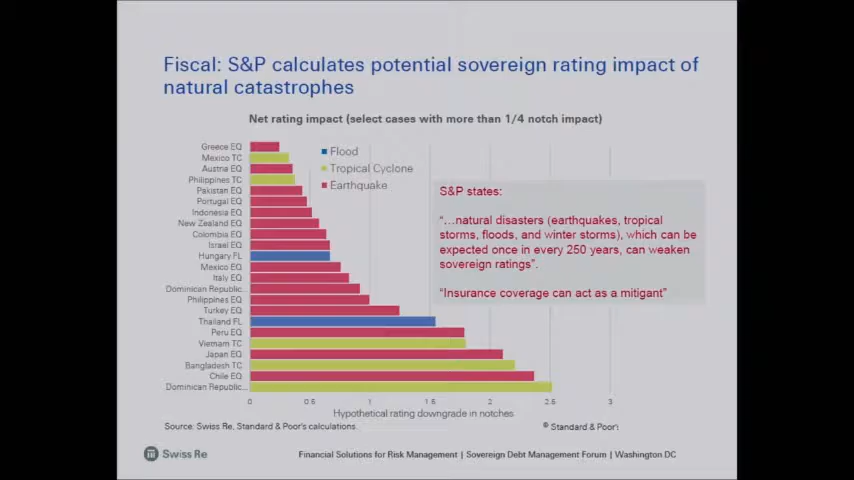 Fiscal: S&P calculates potential sovereign rating impact of
natural catastrophes
Net rating impact (select cases with more than 1/4 notch impact)
Greece EQ
Mexico TC
Austria EQ
Philippines TC
Pakistan EQ
Portugal EQ
Indonesia EQ
New Zealand EQ
Colombia EQ
Israel EQ
Hungary FL
Mexico EQ
Italy EQ
Dominican Republic...
Philippines EQ
Turkey EQ
Thailand FL
Peru EQ
Vietnam TC
Japan EQ
Bangladesh TC
Chile EQ
Dominican Republic...
Flood
Tropical Cyclone
Earthquake
S&P states:
“...natural disasters (earthquakes, tropical
storms, floods, and winter storms), which can be
expected once in every 250 years, can weaken
sovereign ratings”.
“Insurance coverage can act as a mitigant”
0 0.5 1 1.5 2 2.5 3
Hypothetical rating downgrade in notches
Source: Swiss Re, Standard & Poor's calculations.
© Standard & Poor's
Swiss Re
Financial Solutions for Risk Management | Sovereign Debt Management Forum | Washington DC